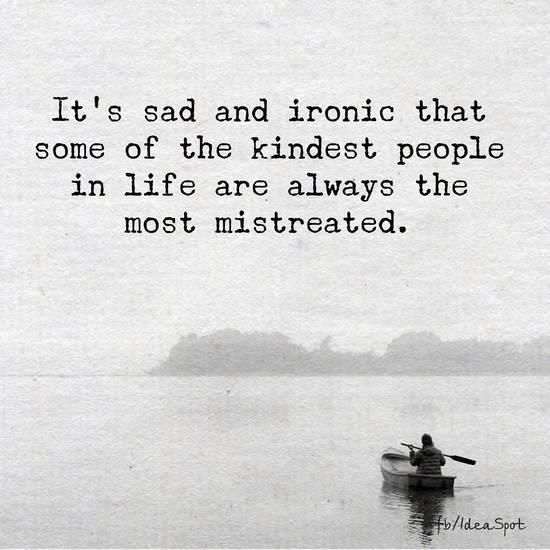 It's sad and ironic that
some of the kindest people
in life are always the
most mistreated.
fb/IdeaSpot